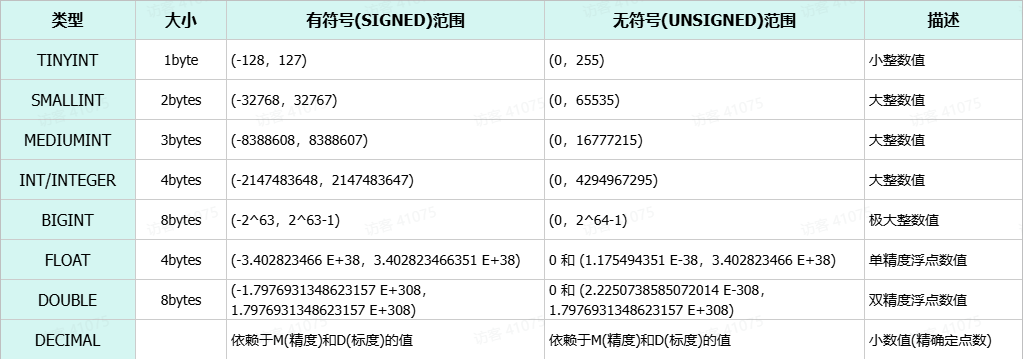 类型 大小 有符号(SIGNED)范围 无符号(UNSIGNED)范围 描述
TINYINT 1byte (-128，127) (0，255) 小整数值
SMALLINT 2bytes (-32768，32767) (0，65535) 大整数值
MEDIUMINT 3bytes (-8388608，8388607) (0，16777215) 大整数值
INT/INTEGER 4bytes (-2147483648，2147483647) (0，4294967295) 大整数值
BIGINT 8bytes (-2^63，2^63-1) (0，2^64-1) 极大整数值
FLOAT 4bytes (-3.402823466 E+38，3.402823466351 E+38) 0 和 (1.175494351 E-38，3.402823466 E+38) 单精度浮点数值
DOUBLE 8bytes (-1.7976931348623157 E+308， 0 和 (2.2250738585072014 E-308， 双精度浮点数值
1.7976931348623157 E+308) 1.7976931348623157 E+308)
DECIMAL 依赖于M(精度)和D(标度)的值 依赖于M(精度)和D(标度)的值 小数值(精确定点数)
访客 41075